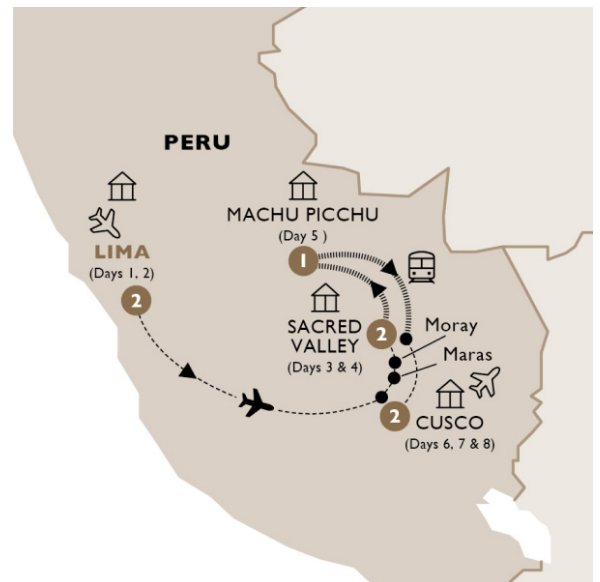 PERU
MACHU PICCHU
(Day 5 )
1
LIMA
(Days 1, 2)
2
SACRED
VALLEY
(Days 3 & 4)
2
Moray
Maras
2
CUSCO
(Days 6, 7 & 8)